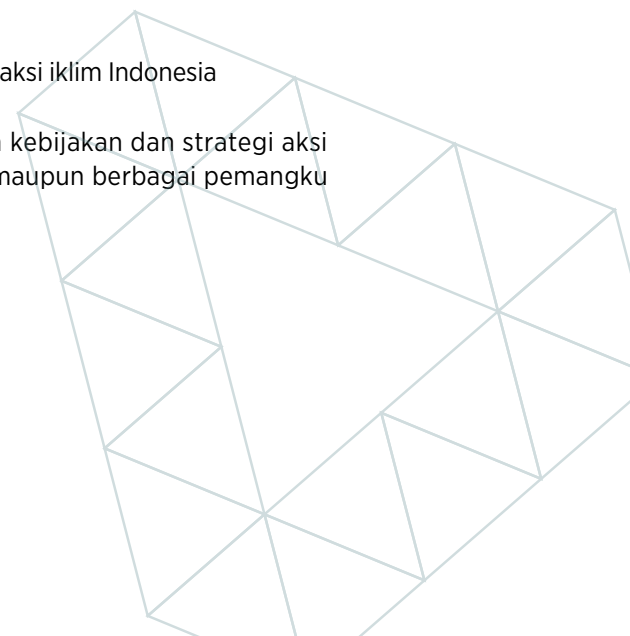 aksi iklim Indonesia
kebijakan dan strategi aksi
maupun berbagai pemangku